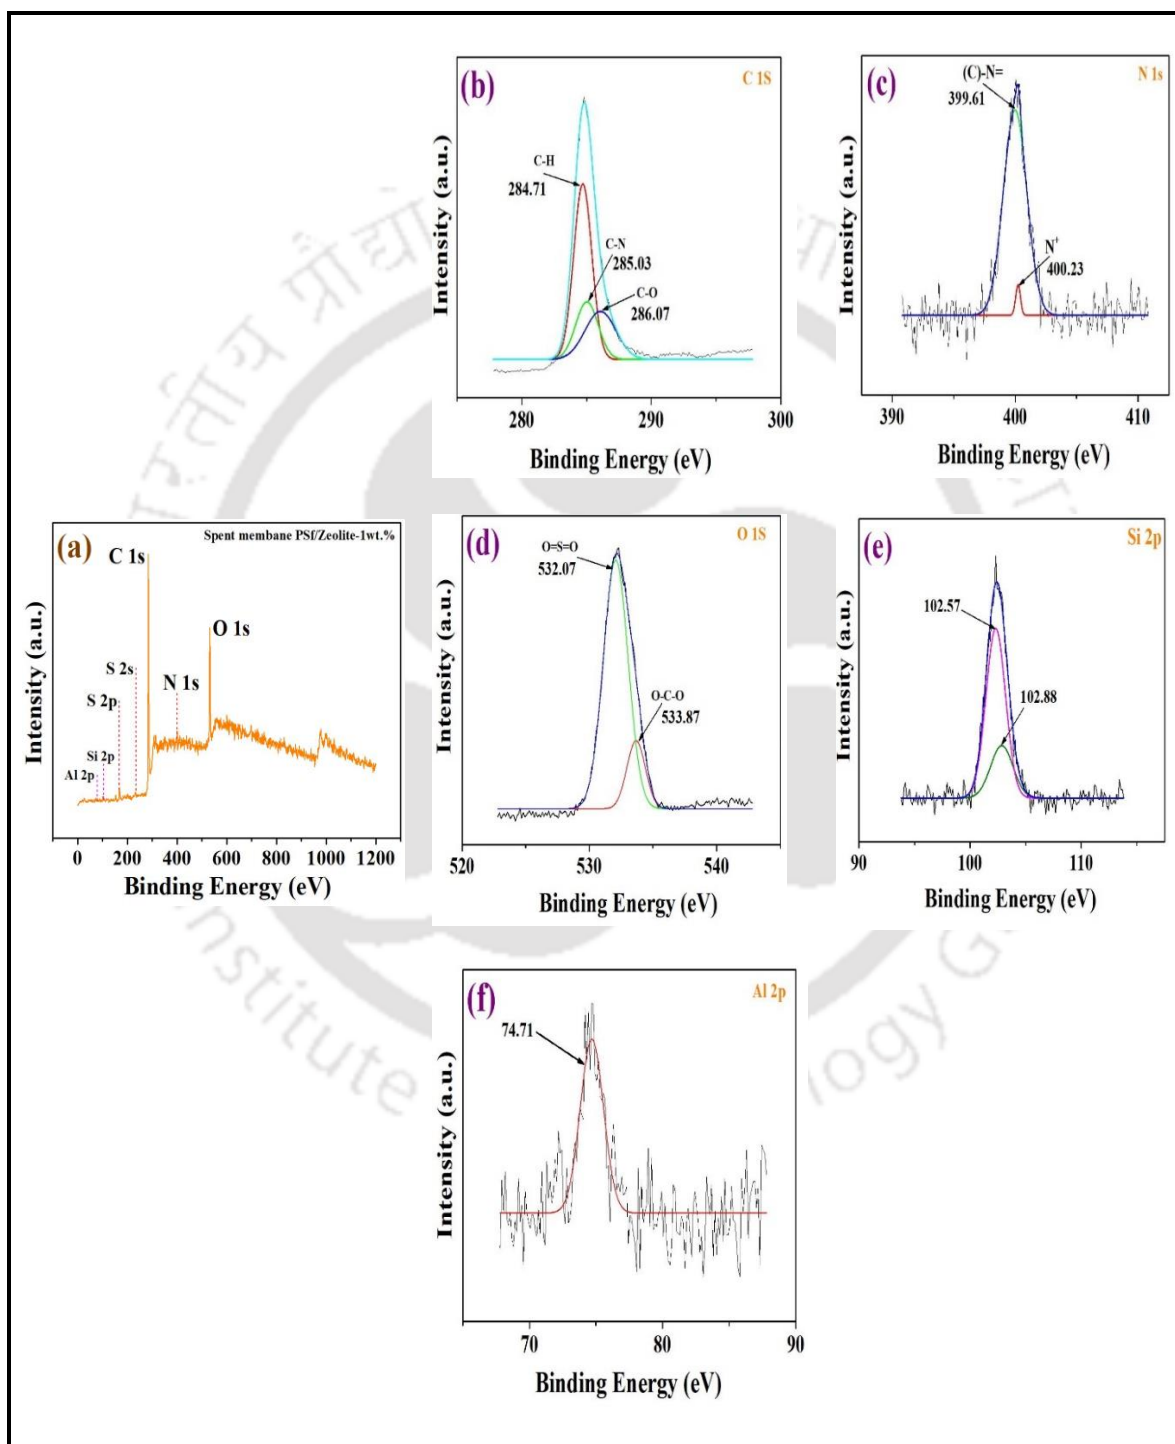 (b)
C 1S
C-H
284.71
C-N
285.03
C-O
286.07
Intensity (a.u.)
280 290 300
Binding Energy (eV)
(c)
N 1s
(C)-N=
399.61
N+
400.23
Intensity (a.u.)
390 400 410
Binding Energy (eV)
(a)
Spent membane PSf/Zeolite-1wt.%
C 1s
O 1s
S 2s
N 1s
S 2p
Si 2p
Al 2p
Intensity (a.u.)
0 200 400 600 800 1000 1200
Binding Energy (eV)
(d)
O 1S
O=S=O
532.07
O-C-O
533.87
Intensity (a.u.)
520 530 540
Binding Energy (eV)
(e)
Si 2p
102.57
102.88
Intensity (a.u.)
90 100 110
Binding Energy (eV)
(f)
Al 2p
74.71
Intensity (a.u.)
70 80 90
Binding Energy (eV)